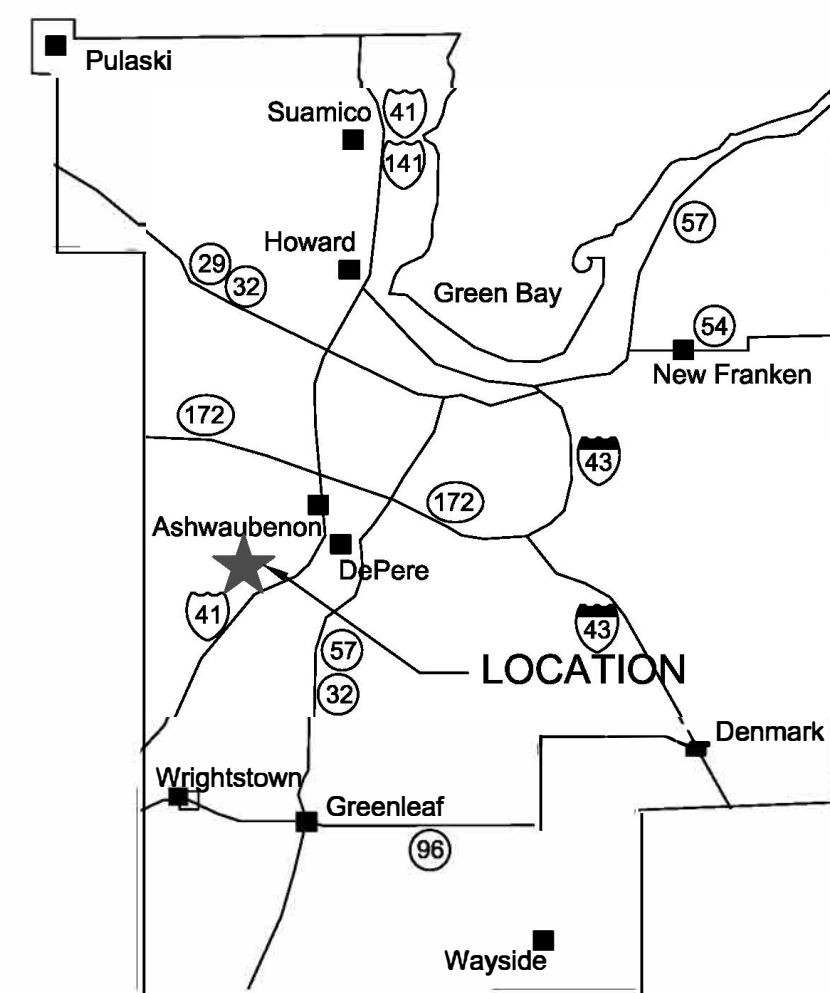 Pulaski
Suamico
41
141
57
Howard
29
32
Green Bay
54
New Franken
172
43
172
Ashwaubenon
DePere
41
43
57
LOCATION
32
Denmark
Wrightstown
Greenleaf
96
Wayside